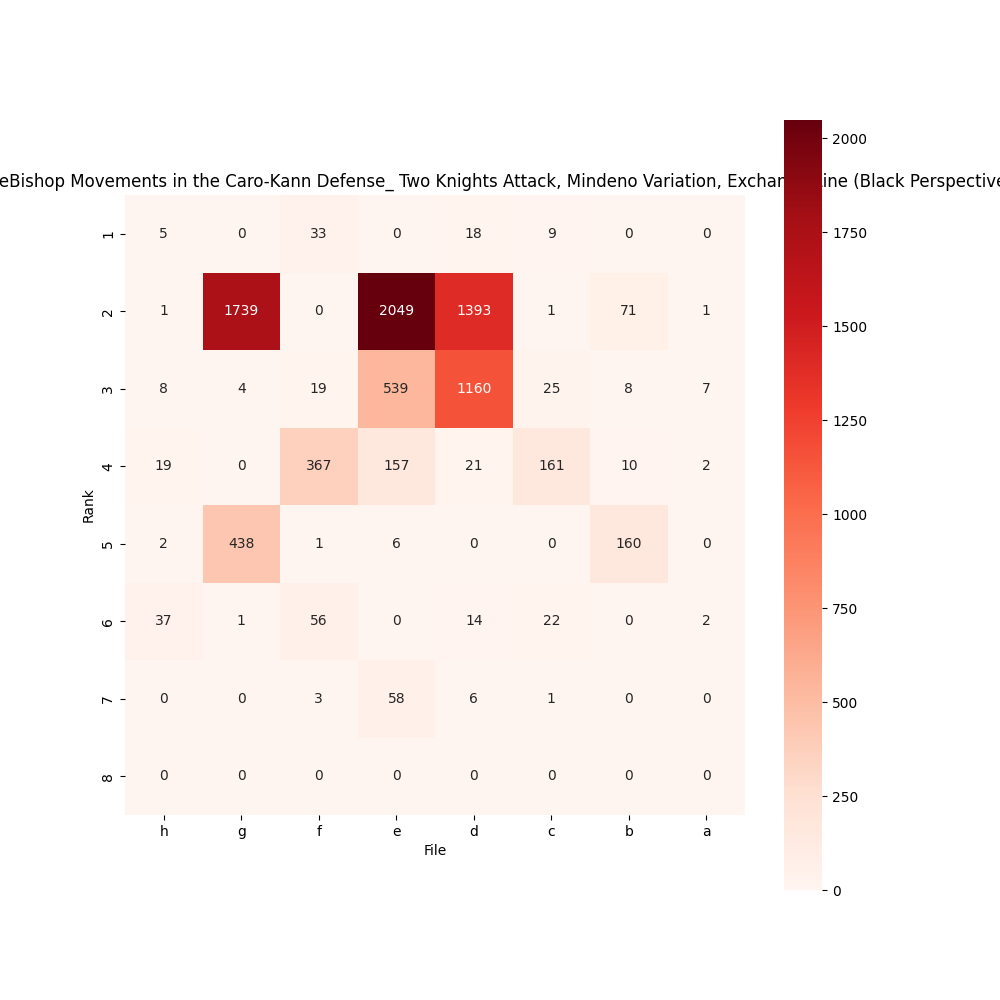 eBishop Movements in the Caro-Kann Defense_ Two Knights Attack, Mindeno Variation, Exchan ine (Black Perspective
1 5 0 33 0 18 9 0 0
2 1 1739 0 2049 1393 1 71 1
3 8 4 19 539 1160 25 8 7
4 19 0 367 157 21 161 10 2
5 2 438 1 6 0 0 160 0
6 37 1 56 0 14 22 0 2
7 0 0 3 58 6 1 0 0
8 0 0 0 0 0 0 0 0
Rank
h g f e d c b a
File
2000
1750
1500
1250
1000
750
500
250
0